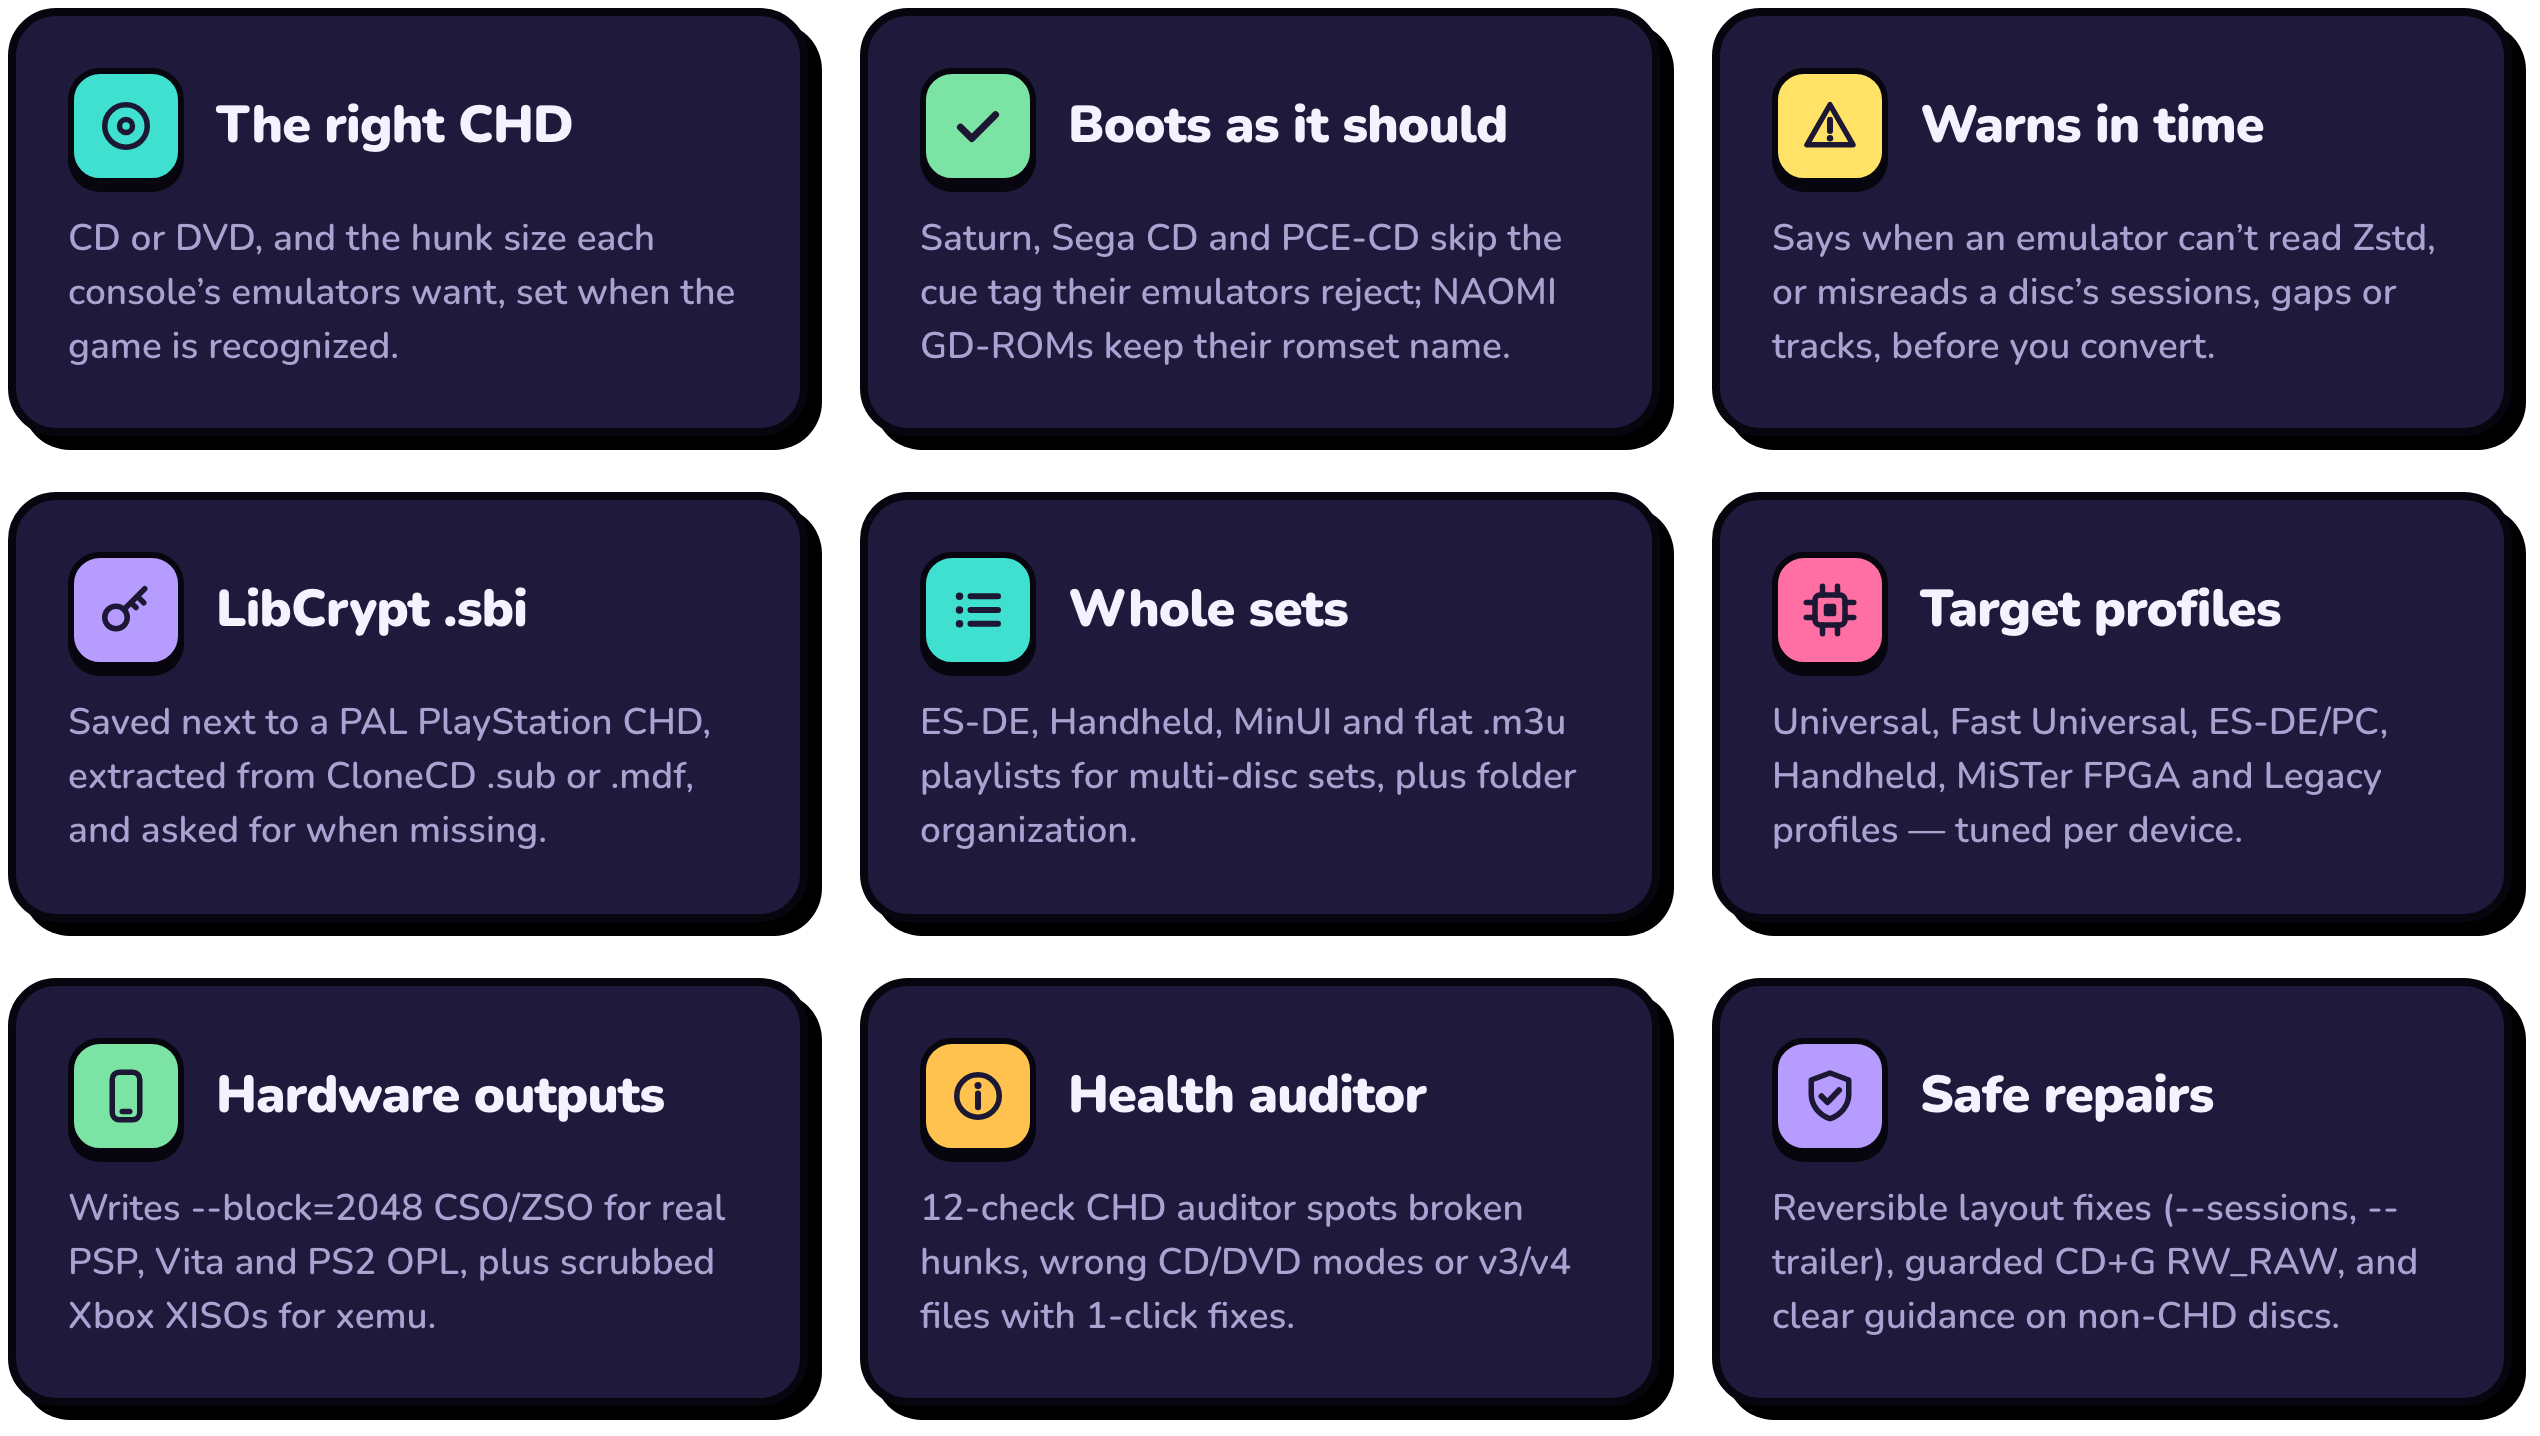 The right CHD
CD or DVD, and the hunk size each
console’s emulators want, set when the
game is recognized.
Boots as it should
Saturn, Sega CD and PCE-CD skip the
cue tag their emulators reject; NAOMI
GD-ROMs keep their romset name.
Warns in time
Says when an emulator can’t read Zstd,
or misreads a disc’s sessions, gaps or
tracks, before you convert.
LibCrypt .sbi
Saved next to a PAL PlayStation CHD,
extracted from CloneCD .sub or .mdf,
and asked for when missing.
Whole sets
ES-DE, Handheld, MinUI and flat .m3u
playlists for multi-disc sets, plus folder
organization.
Target profiles
Universal, Fast Universal, ES-DE/PC,
Handheld, MiSTer FPGA and Legacy
profiles — tuned per device.
Hardware outputs
Writes --block=2048 CSO/ZSO for real
PSP, Vita and PS2 OPL, plus scrubbed
Xbox XISOs for xemu.
Health auditor
12-check CHD auditor spots broken
hunks, wrong CD/DVD modes or v3/v4
files with 1-click fixes.
Safe repairs
Reversible layout fixes (--sessions, --
trailer), guarded CD+G RW_RAW, and
clear guidance on non-CHD discs.